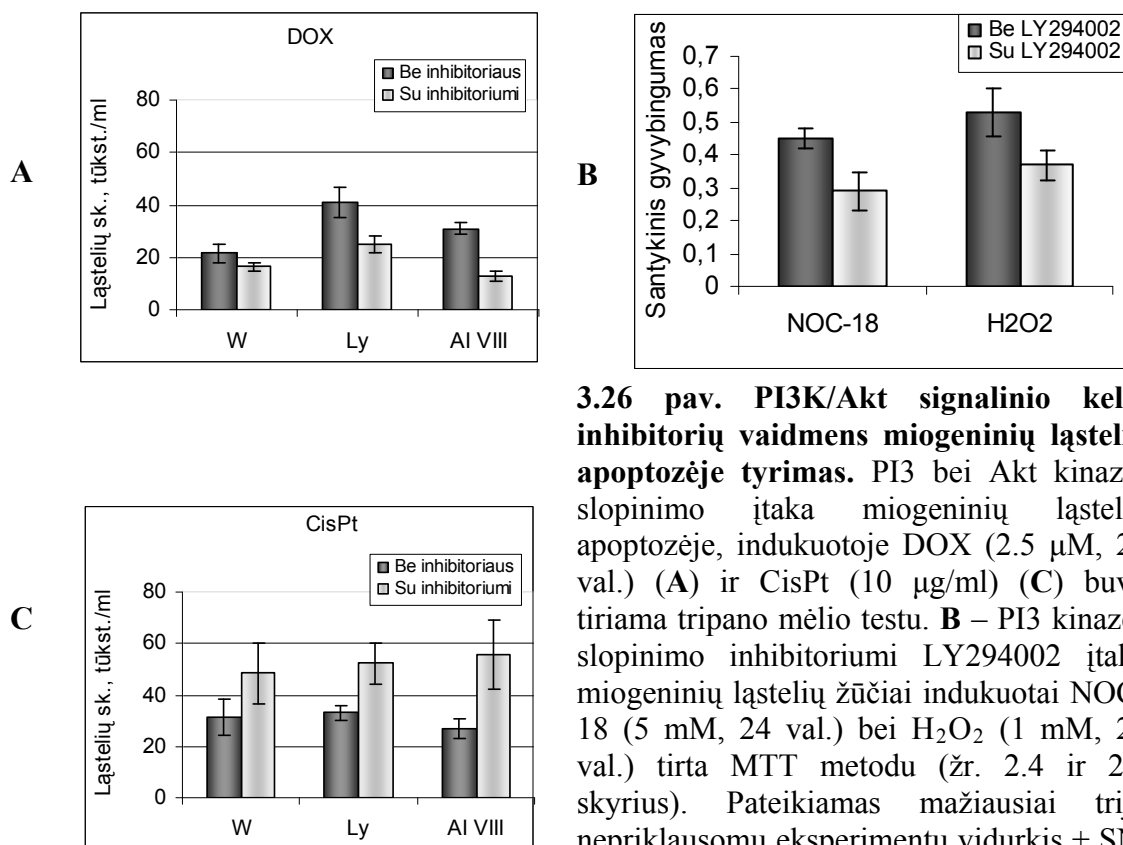 A
DOX
Be inhibitoriaus
Su inhibitoriumi
Ląstelių sk., tūkst./ml
80
60
40
20
0
W Ly AI VIII
B
Be LY294002
Su LY294002
Santykinis gyvybingumas
0,7
0,6
0,5
0,4
0,3
0,2
0,1
0
NOC-18 H2O2
C
CisPt
Be inhibitoriaus
Su inhibitoriumi
Ląstelių sk., tūkst./ml
80
60
40
20
0
W Ly AI VIII
3.26 pav. PI3K/Akt signalinio
inhibitorių vaidmens miogeninių
apoptozėje tyrimas. PI3 bei Akt
slopinimo įtaka miogeninių
apoptozėje, indukuotoje DOX (2.5 μM,
val.) (A) ir CisPt (10 μg/ml) (C)
tiriama tripano mėlio testu. B – PI3
slopinimo inhibitoriumi LY294002
miogeninių ląstelių žūčiai indukuotai
18 (5 mM, 24 val.) bei H₂O₂ (1 mM,
val.) tirta MTT metodu (žr. 2.4 ir
skyrius). Pateikiamas mažiausiai
nepriklausomų eksperimentų vidurkis ±